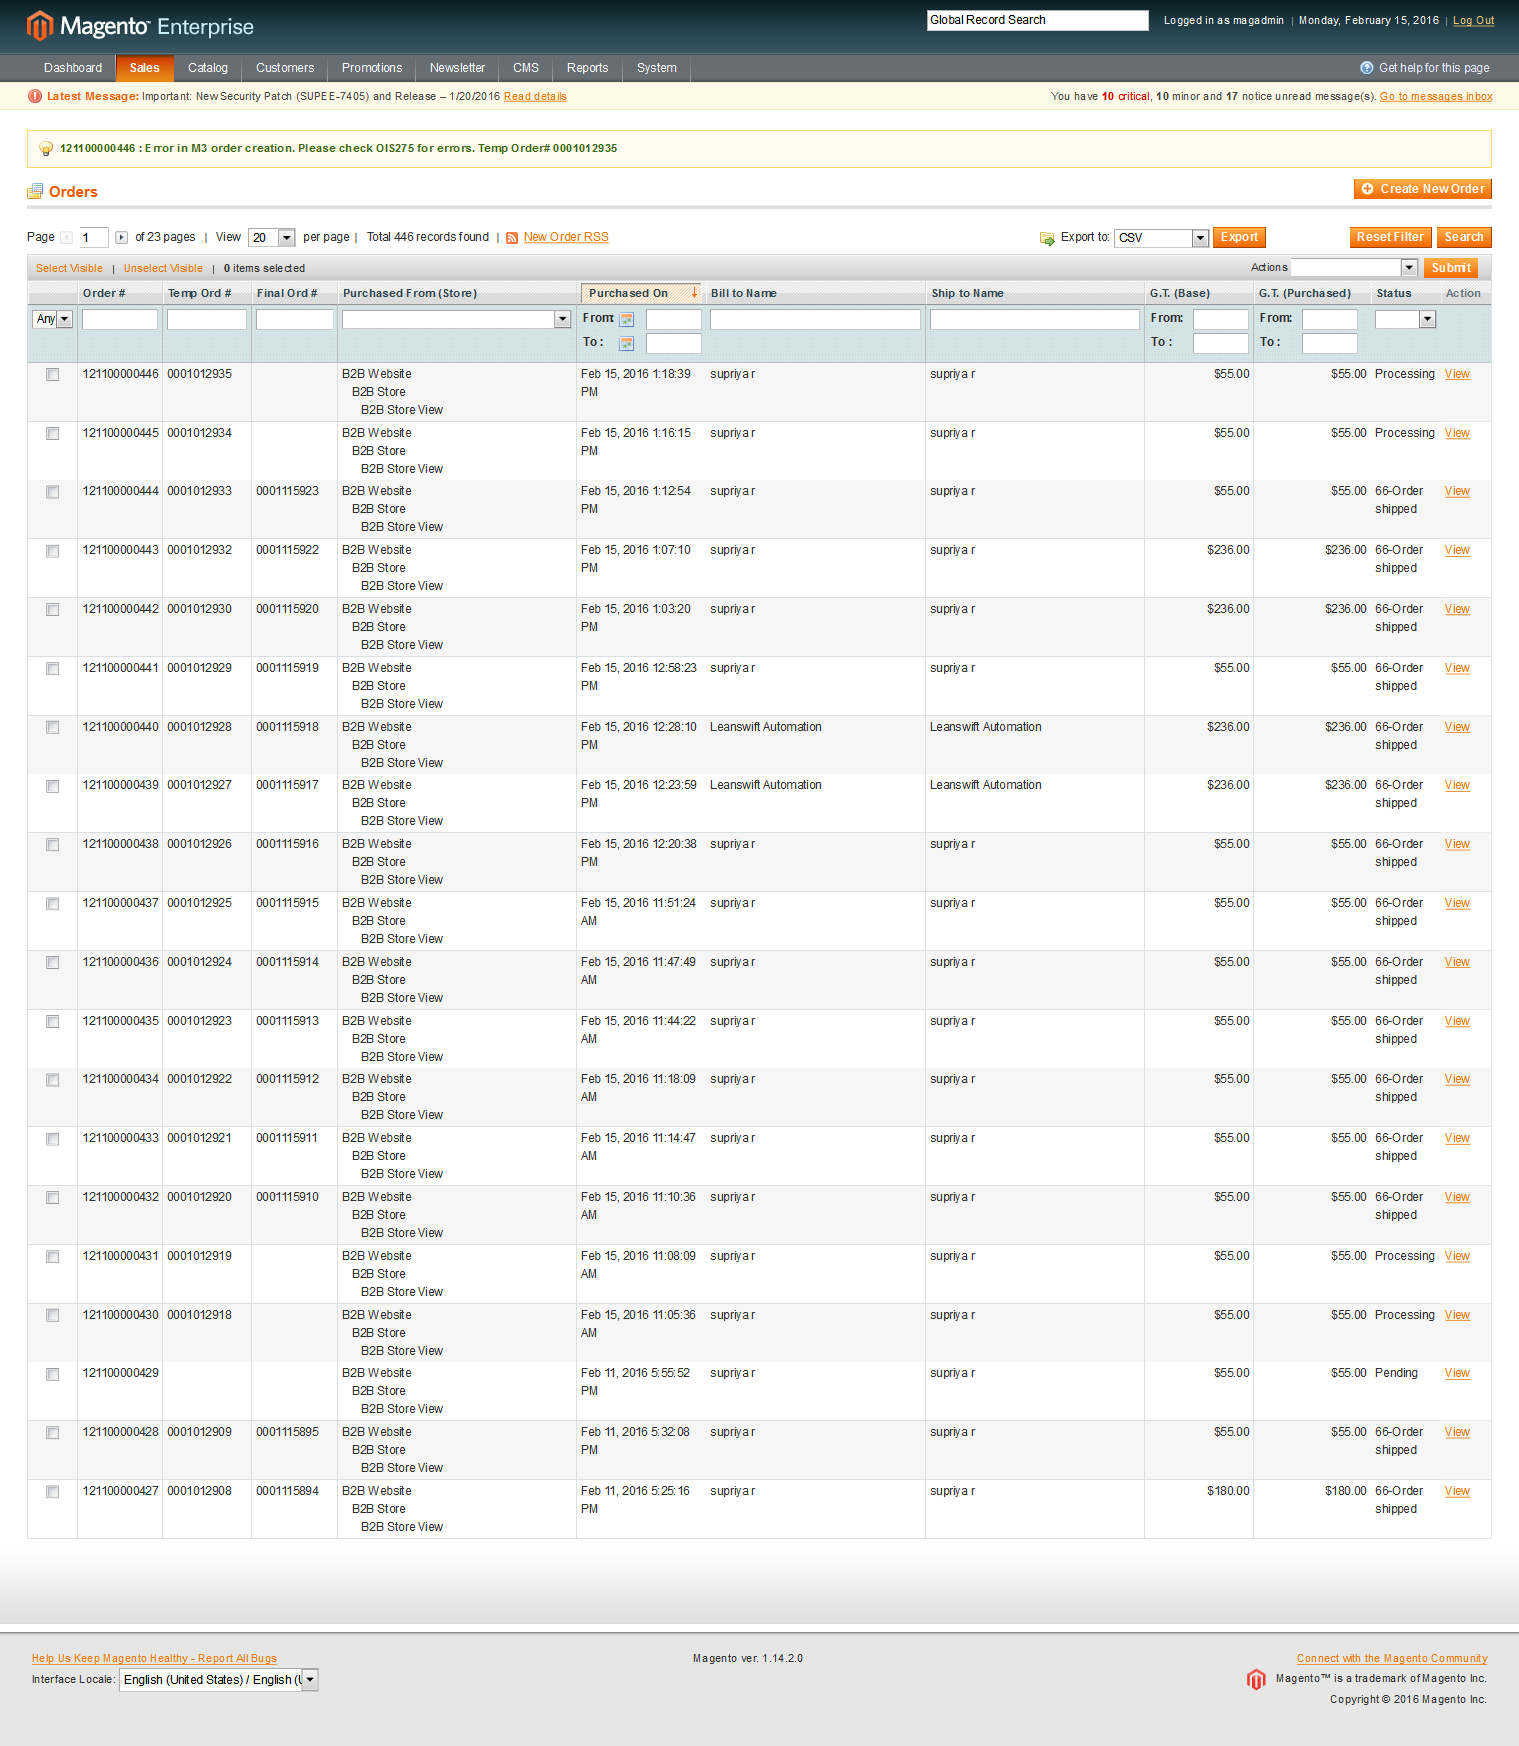 Magento Enterprise
Global Record Search
Logged in as magadmin | Monday, February 15, 2016 | Log Out
Dashboard Sales Catalog Customers Promotions Newsletter CMS Reports System
Get help for this page
Latest Message: Important: New Security Patch (SUPEE-7405) and Release – 1/20/2016 Read details
You have 10 critical, 10 minor and 17 notice unread message(s). Go to messages inbox
121100000446 : Error in M3 order creation. Please check OIS275 for errors. Temp Order# 0001012935
Orders
Create New Order
Page 1 of 23 pages | View 20 per page | Total 446 records found | New Order RSS
Export to: CSV Export Reset Filter Search
Select Visible | Unselect Visible | 0 items selected
Actions Submit
Order # Temp Ord # Final Ord # Purchased From (Store) Purchased On Bill to Name Ship to Name G.T. (Base) G.T. (Purchased) Status Action
Any From: From: From:
To : To : To :
121100000446 0001012935 B2B Website Feb 15, 2016 1:18:39 supriya r supriya r $55.00 $55.00 Processing View
B2B Store PM
B2B Store View
121100000445 0001012934 B2B Website Feb 15, 2016 1:16:15 supriya r supriya r $55.00 $55.00 Processing View
B2B Store PM
B2B Store View
121100000444 0001012933 0001115923 B2B Website Feb 15, 2016 1:12:54 supriya r supriya r $55.00 $55.00 66-Order View
B2B Store PM shipped
B2B Store View
121100000443 0001012932 0001115922 B2B Website Feb 15, 2016 1:07:10 supriya r supriya r $236.00 $236.00 66-Order View
B2B Store PM shipped
B2B Store View
121100000442 0001012930 0001115920 B2B Website Feb 15, 2016 1:03:20 supriya r supriya r $236.00 $236.00 66-Order View
B2B Store PM shipped
B2B Store View
121100000441 0001012929 0001115919 B2B Website Feb 15, 2016 12:58:23 supriya r supriya r $55.00 $55.00 66-Order View
B2B Store PM shipped
B2B Store View
121100000440 0001012928 0001115918 B2B Website Feb 15, 2016 12:28:10 Leanswift Automation Leanswift Automation $236.00 $236.00 66-Order View
B2B Store PM shipped
B2B Store View
121100000439 0001012927 0001115917 B2B Website Feb 15, 2016 12:23:59 Leanswift Automation Leanswift Automation $236.00 $236.00 66-Order View
B2B Store PM shipped
B2B Store View
121100000438 0001012926 0001115916 B2B Website Feb 15, 2016 12:20:38 supriya r supriya r $55.00 $55.00 66-Order View
B2B Store PM shipped
B2B Store View
121100000437 0001012925 0001115915 B2B Website Feb 15, 2016 11:51:24 supriya r supriya r $55.00 $55.00 66-Order View
B2B Store AM shipped
B2B Store View
121100000436 0001012924 0001115914 B2B Website Feb 15, 2016 11:47:49 supriya r supriya r $55.00 $55.00 66-Order View
B2B Store AM shipped
B2B Store View
121100000435 0001012923 0001115913 B2B Website Feb 15, 2016 11:44:22 supriya r supriya r $55.00 $55.00 66-Order View
B2B Store AM shipped
B2B Store View
121100000434 0001012922 0001115912 B2B Website Feb 15, 2016 11:18:09 supriya r supriya r $55.00 $55.00 66-Order View
B2B Store AM shipped
B2B Store View
121100000433 0001012921 0001115911 B2B Website Feb 15, 2016 11:14:47 supriya r supriya r $55.00 $55.00 66-Order View
B2B Store AM shipped
B2B Store View
121100000432 0001012920 0001115910 B2B Website Feb 15, 2016 11:10:36 supriya r supriya r $55.00 $55.00 66-Order View
B2B Store AM shipped
B2B Store View
121100000431 0001012919 B2B Website Feb 15, 2016 11:08:09 supriya r supriya r $55.00 $55.00 Processing View
B2B Store AM
B2B Store View
121100000430 0001012918 B2B Website Feb 15, 2016 11:05:36 supriya r supriya r $55.00 $55.00 Processing View
B2B Store AM
B2B Store View
121100000429 B2B Website Feb 11, 2016 5:55:52 supriya r supriya r $55.00 $55.00 Pending View
B2B Store PM
B2B Store View
121100000428 0001012909 0001115895 B2B Website Feb 11, 2016 5:32:08 supriya r supriya r $55.00 $55.00 66-Order View
B2B Store PM shipped
B2B Store View
121100000427 0001012908 0001115894 B2B Website Feb 11, 2016 5:25:16 supriya r supriya r $180.00 $180.00 66-Order View
B2B Store PM shipped
B2B Store View
Help Us Keep Magento Healthy - Report All Bugs
Magento ver. 1.14.2.0
Connect with the Magento Community
Interface Locale: English (United States) / English (U
Magento™ is a trademark of Magento Inc.
Copyright © 2016 Magento Inc.